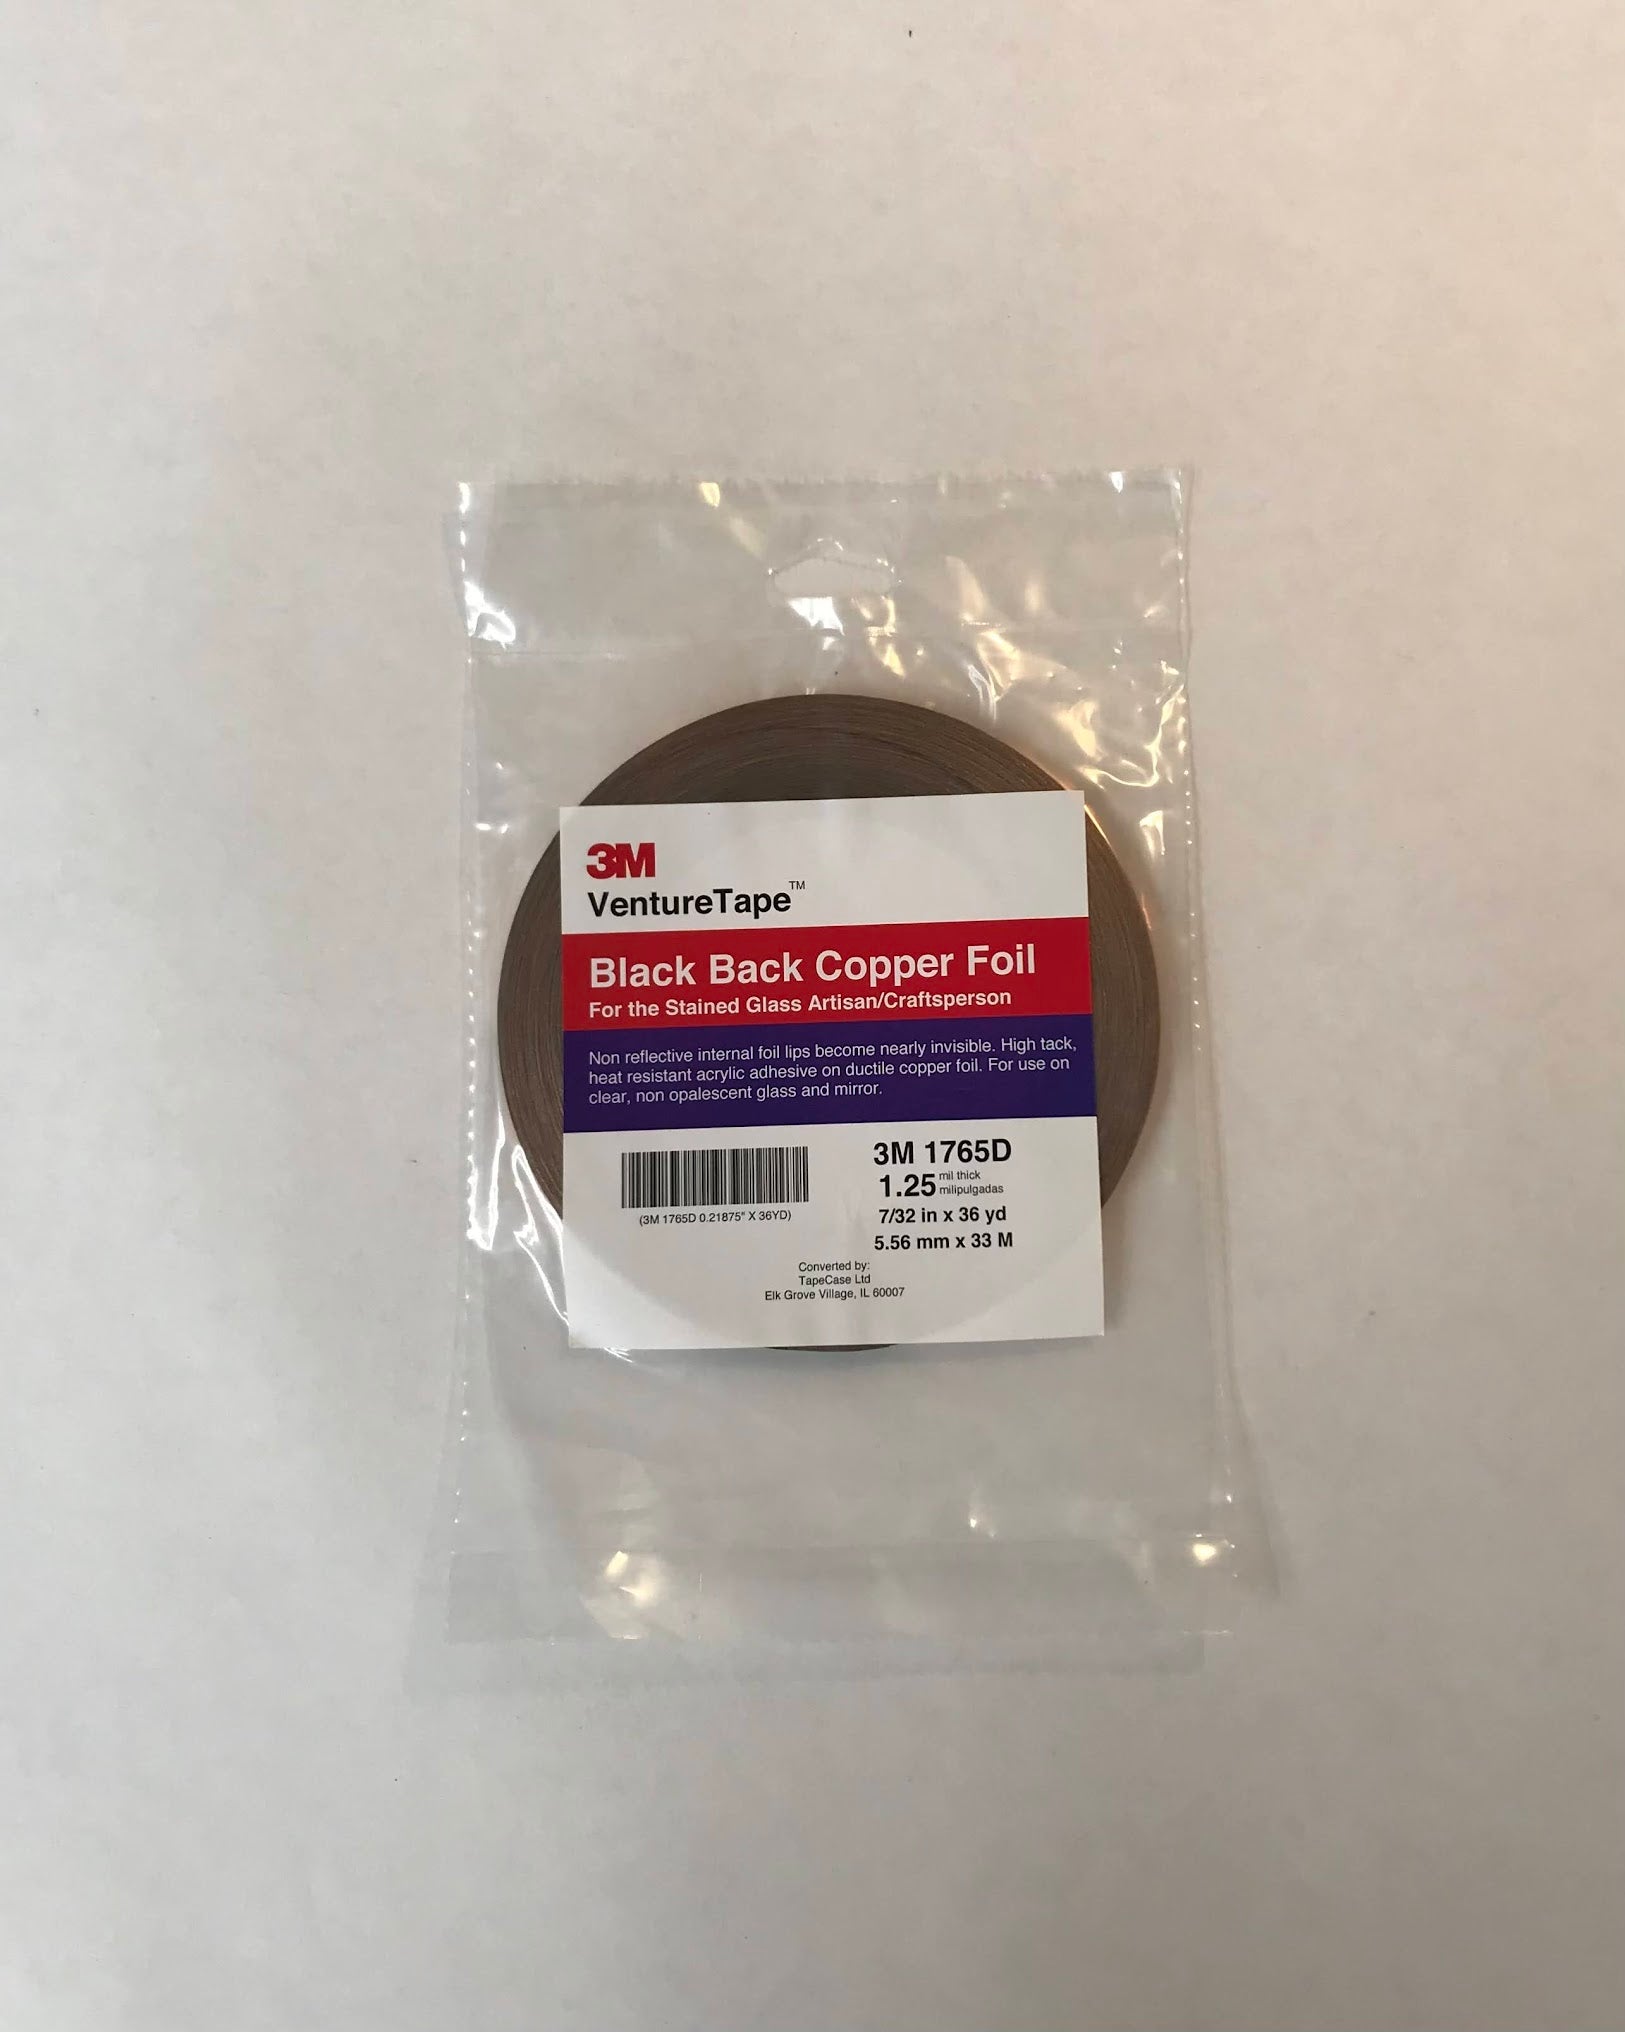 3M
VentureTape™
Black Back Copper Foil
For the Stained Glass Artisan/Craftsperson
Non reflective internal foil lips become nearly invisible. High tack,
heat resistant acrylic adhesive on ductile copper foil. For use on
clear, non opalescent glass and mirror.
(3M 1765D 0.21875" X 36YD)
3M 1765D
1.25 mil thick
milipulgadas
7/32 in x 36 yd
5.56 mm x 33 M
Converted by:
TapeCase Ltd
Elk Grove Village, IL 60007